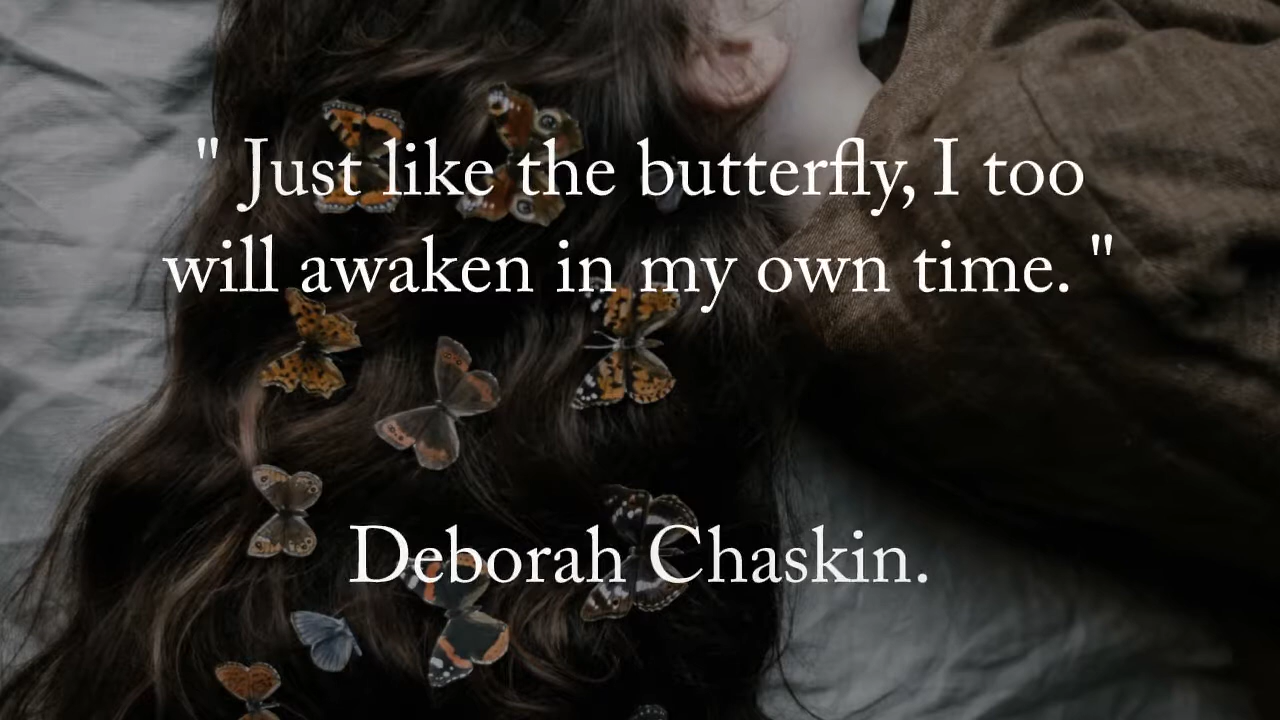 " Just like the butterfly, I too
will awaken in my own time. "
Deborah Chaskin.